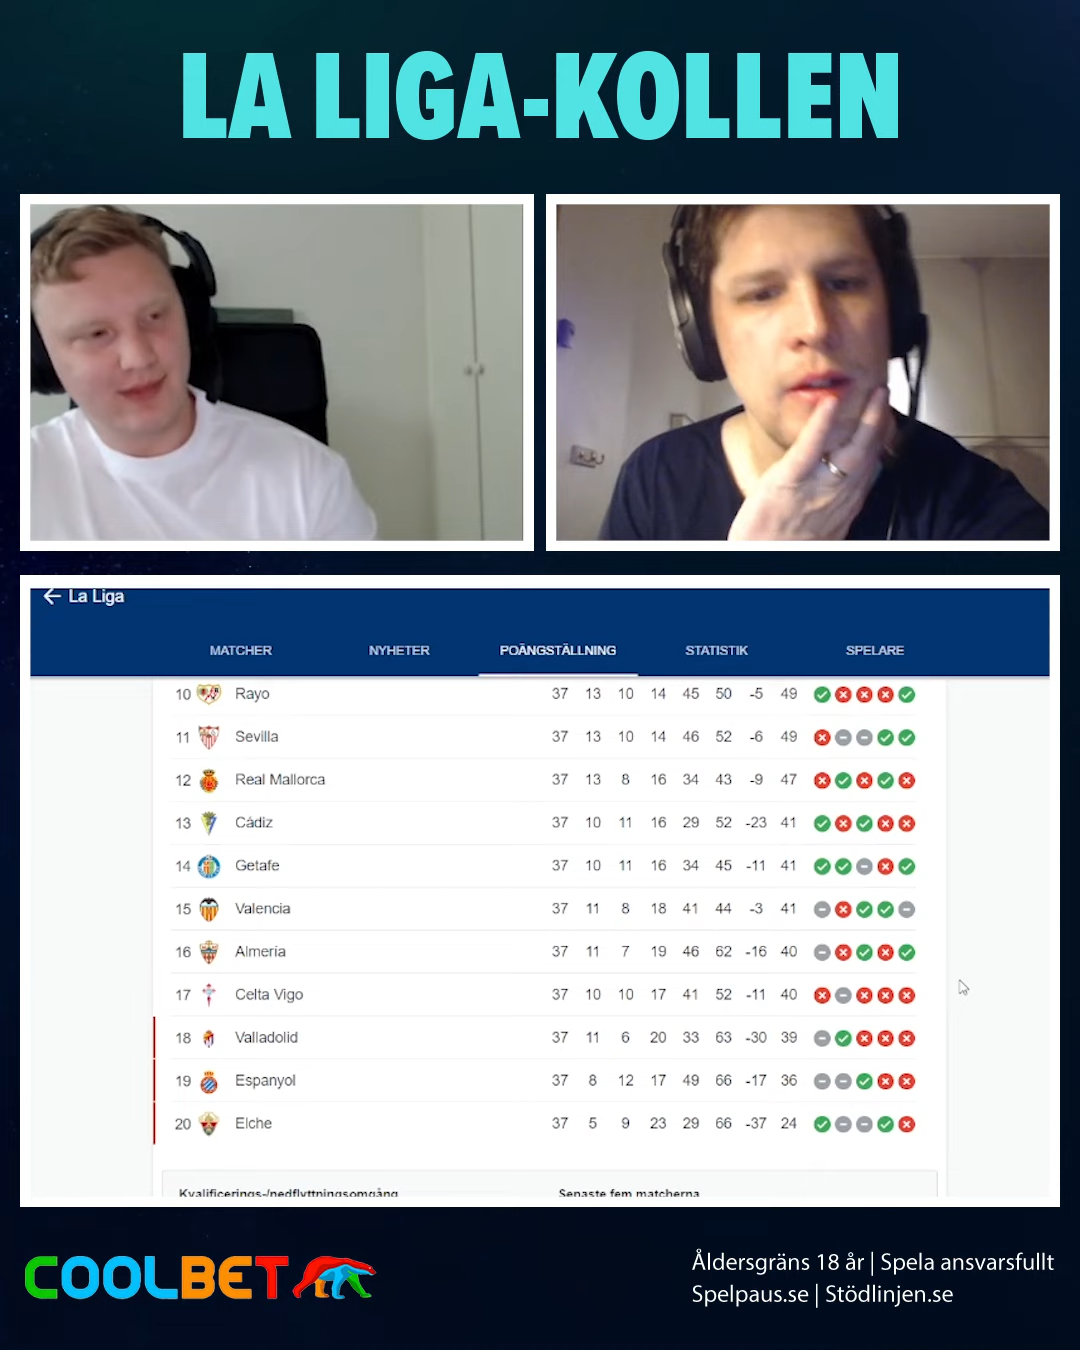 LA LIGA-KOLLEN
La Liga
MATCHER NYHETER POÄNGSTÄLLNING STATISTIK SPELARE
10 Rayo 37 13 10 14 45 50 -5 49
11 Sevilla 37 13 10 14 46 52 -6 49
12 Real Mallorca 37 13 8 16 34 43 -9 47
13 Cádiz 37 10 11 16 29 52 -23 41
14 Getafe 37 10 11 16 34 45 -11 41
15 Valencia 37 11 8 18 41 44 -3 41
16 Almería 37 11 7 19 46 62 -16 40
17 Celta Vigo 37 10 10 17 41 52 -11 40
18 Valladolid 37 11 6 20 33 63 -30 39
19 Espanyol 37 8 12 17 49 66 -17 36
20 Elche 37 5 9 23 29 66 -37 24
Kvalificerings-/nedflyttningsomgång Senaste fem matcherna
COOLBET
Åldersgräns 18 år | Spela ansvarsfullt
Spelpaus.se | Stödlinjen.se